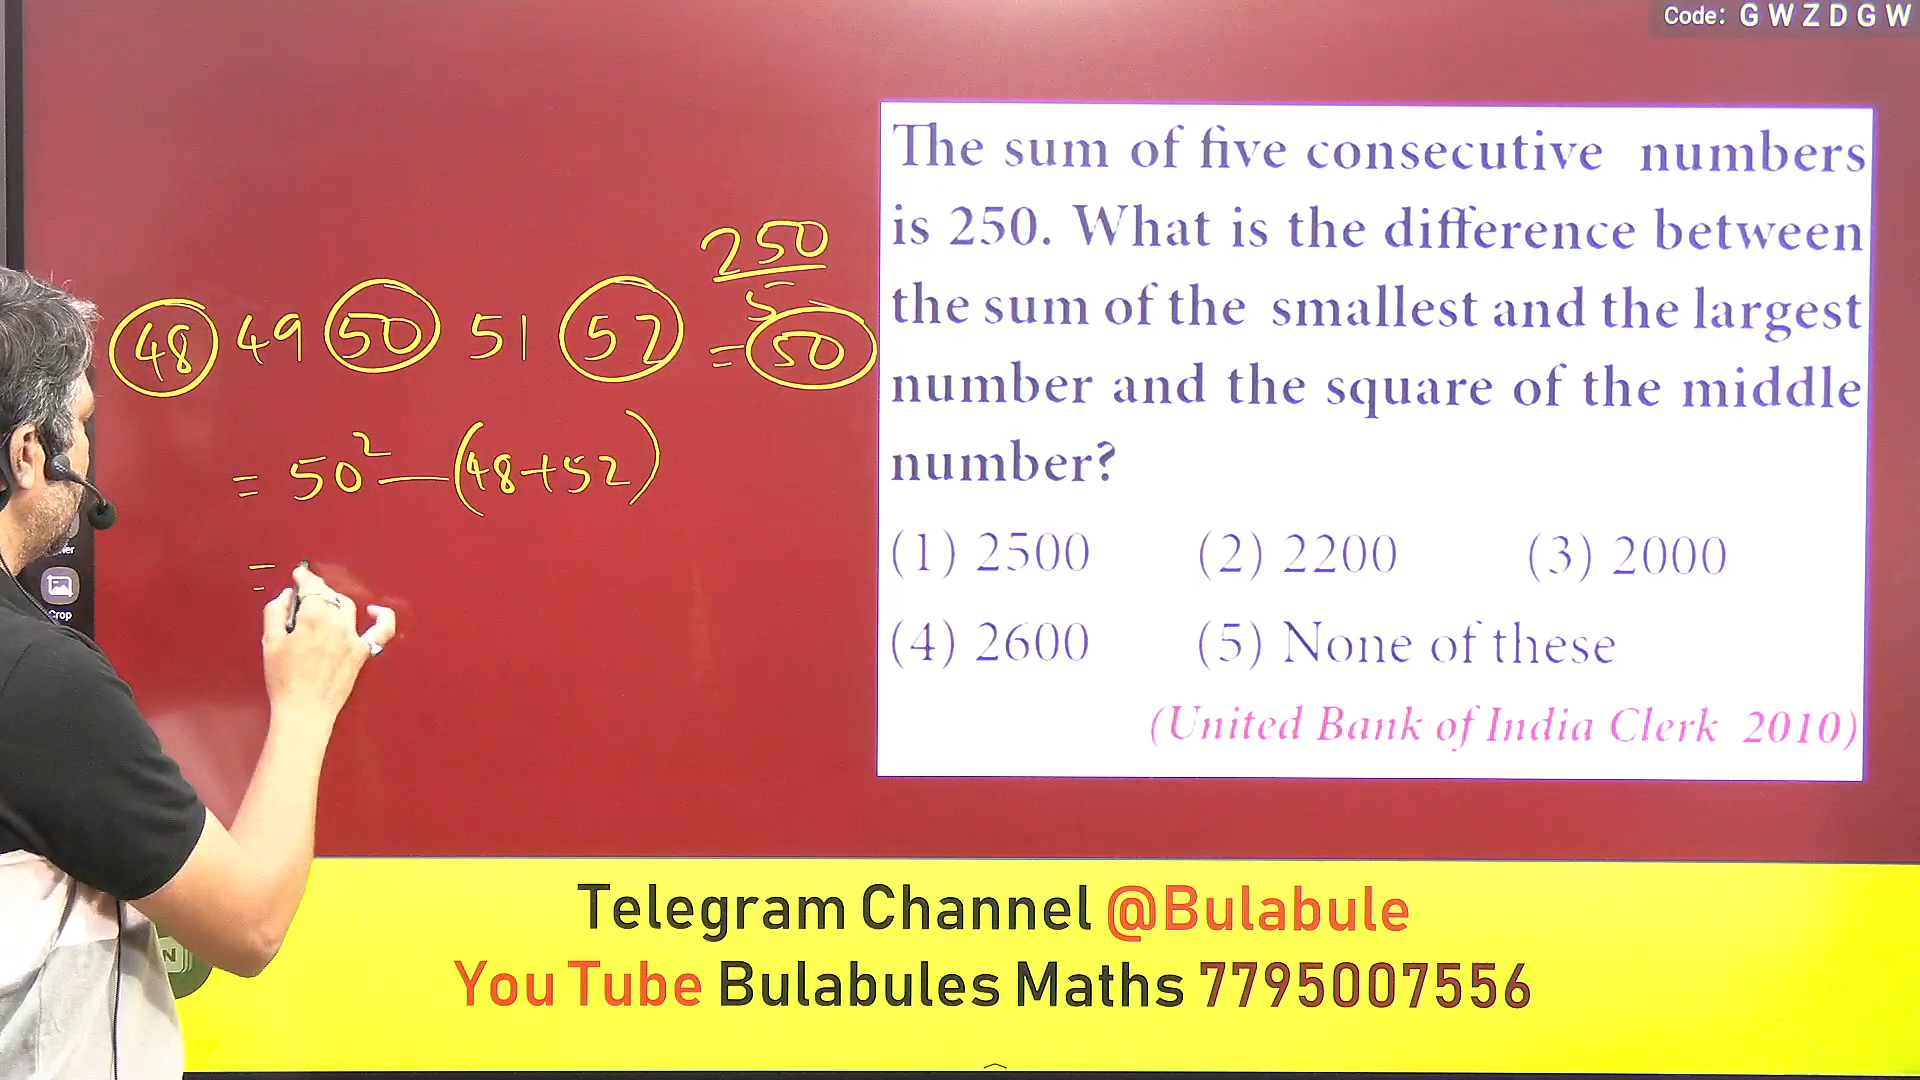 Code: G W Z D G W
The sum of five consecutive numbers
is 250. What is the difference between
the sum of the smallest and the largest
number and the square of the middle
number?
(1) 2500 (2) 2200 (3) 2000
(4) 2600 (5) None of these
(United Bank of India Clerk 2010)
250
5
48 49 50 51 52 = 50
= 50² — (48+52)
=
Crop
Telegram Channel @Bulabule
You Tube Bulabules Maths 7795007556